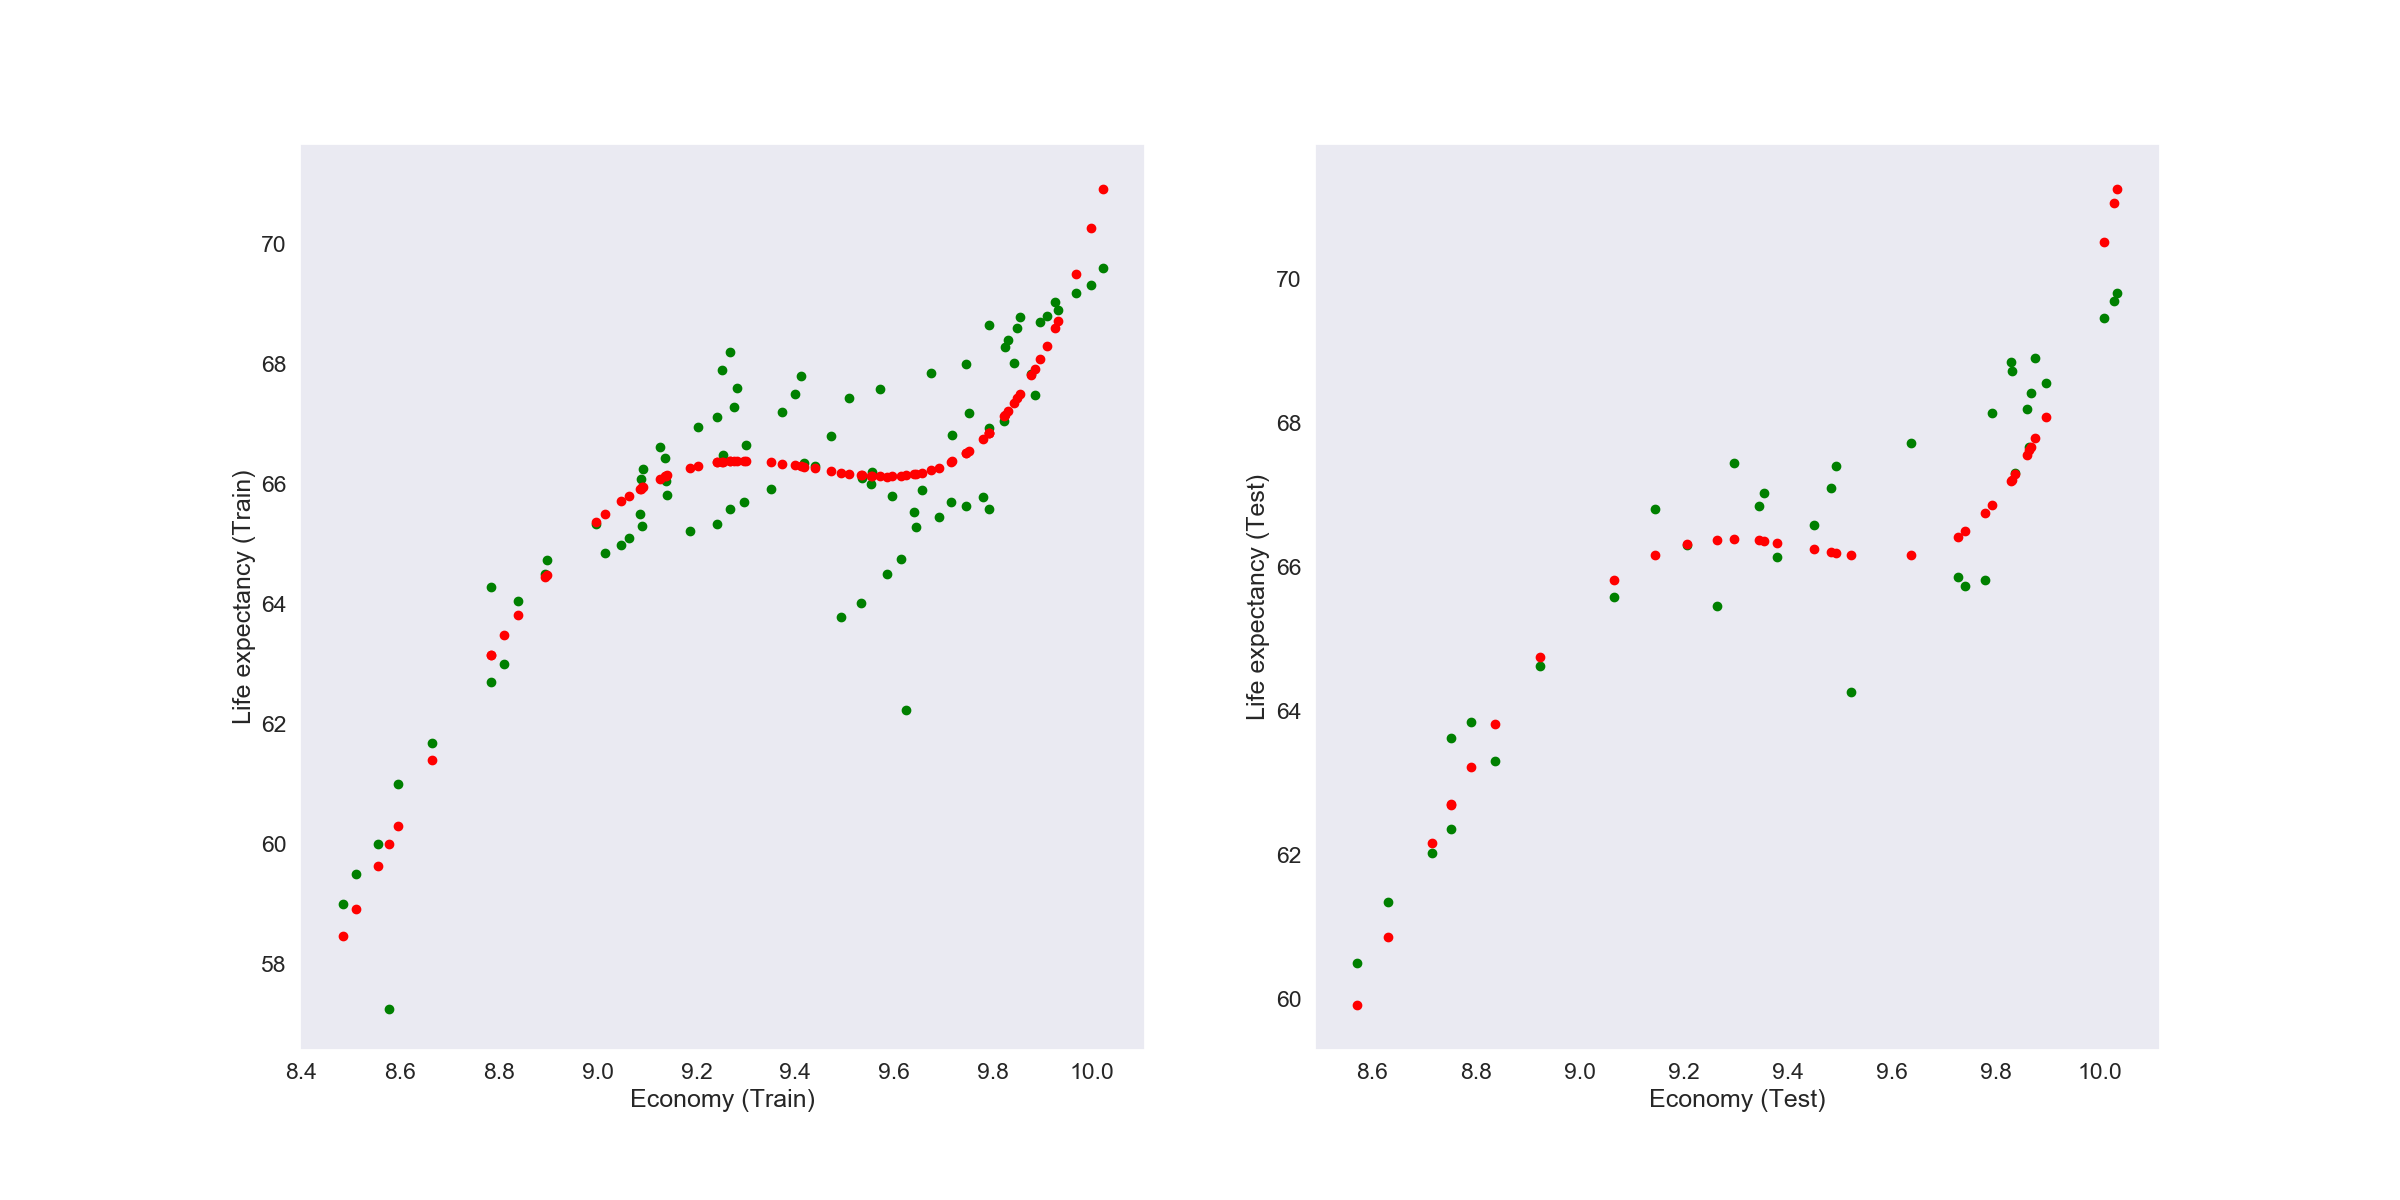 Life expectancy (Train)
70
68
66
64
62
60
58
8.4 8.6 8.8 9.0 9.2 9.4 9.6 9.8 10.0
Economy (Train)
Life expectancy (Test)
70
68
66
64
62
60
8.6 8.8 9.0 9.2 9.4 9.6 9.8 10.0
Economy (Test)